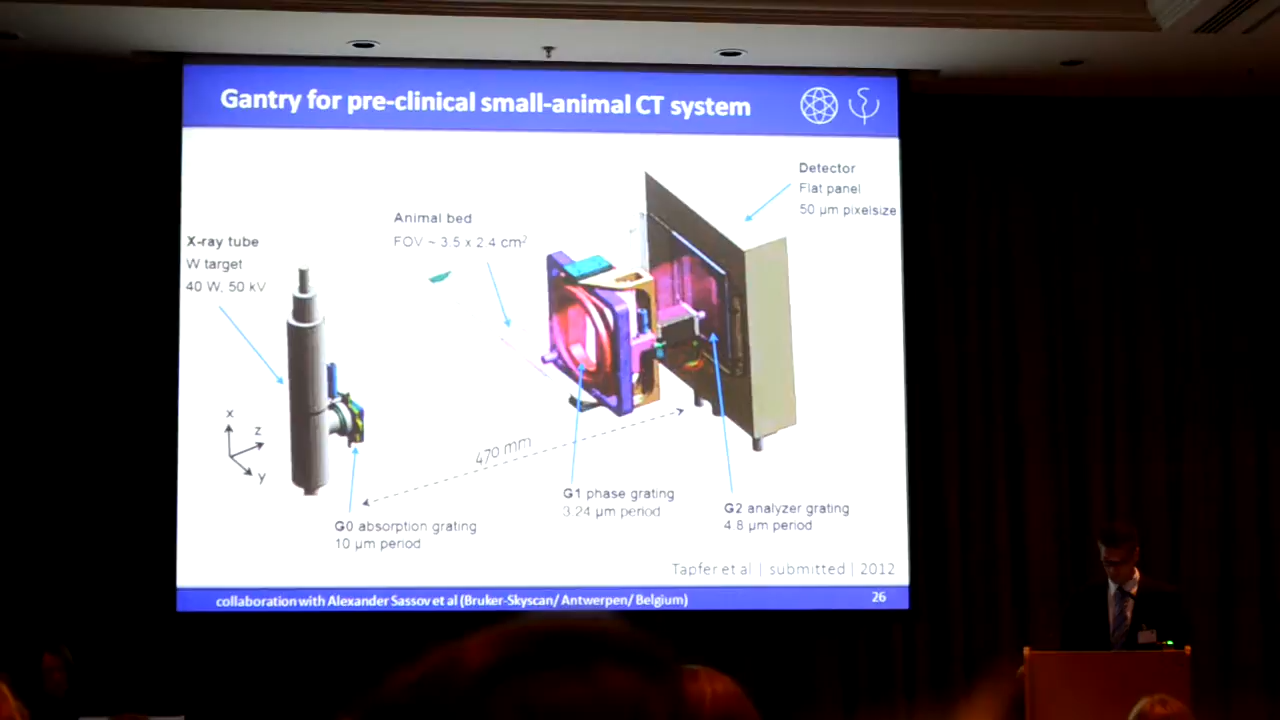 Gantry for pre-clinical small-animal CT system
Detector
Flat panel
50 µm pixelsize
Animal bed
FOV ~ 3.5 x 2.4 cm²
X-ray tube
W target
40 W, 50 kV
x
z
y
470 mm
G1 phase grating
3.24 µm period
G2 analyzer grating
4.8 µm period
G0 absorption grating
10 µm period
Tapfer et al | submitted | 2012
collaboration with Alexander Sassov et al (Bruker-Skyscan/ Antwerpen/ Belgium)
26